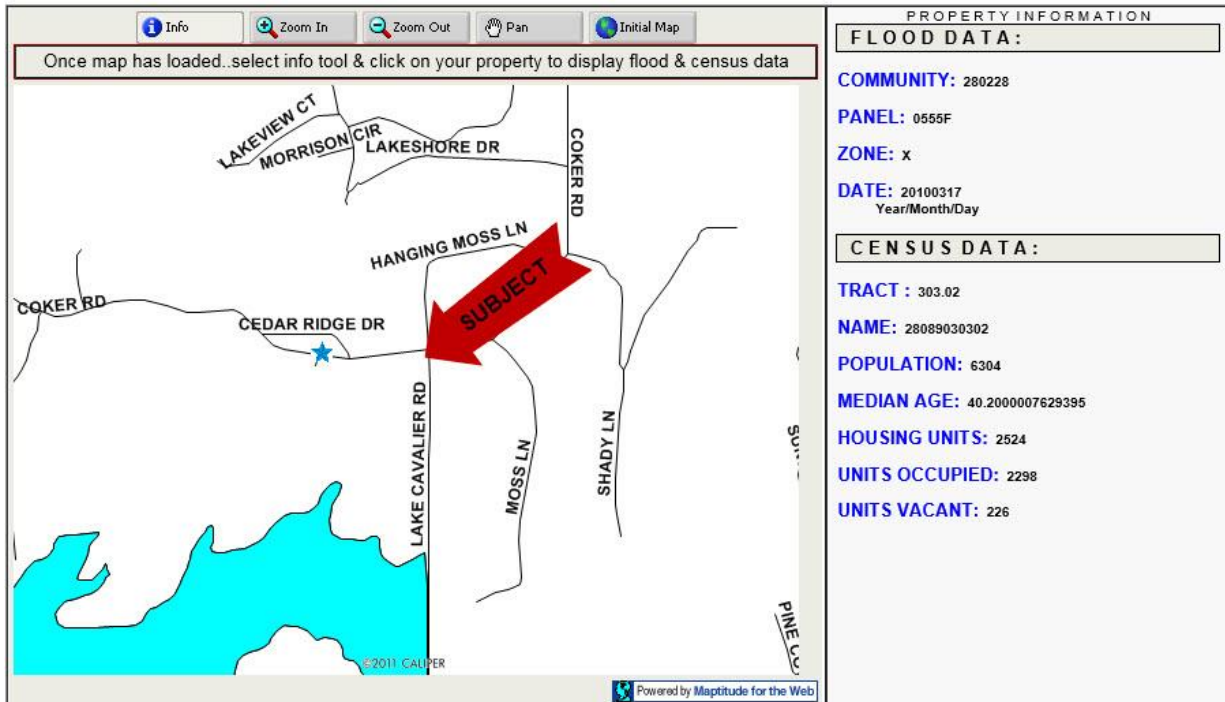 Info
Zoom In
Zoom Out
Pan
Initial Map
Once map has loaded..select info tool & click on your property to display flood & census data
LAKEVIEW CT
MORRISON CIR
LAKESHORE DR
COKER RD
HANGING MOSS LN
SUBJECT
COKER RD
CEDAR RIDGE DR
LAKE CAVALIER RD
MOSS LN
SHADY LN
PINE CO
©2011 CALIPER
Powered by Maptitude for the Web
PROPERTY INFORMATION
FLOOD DATA:
COMMUNITY: 280228
PANEL: 0555F
ZONE: X
DATE: 20100317
Year/Month/Day
CENSUS DATA:
TRACT : 303.02
NAME: 28089030302
POPULATION: 6304
MEDIAN AGE: 40.2000007629395
HOUSING UNITS: 2524
UNITS OCCUPIED: 2298
UNITS VACANT: 226